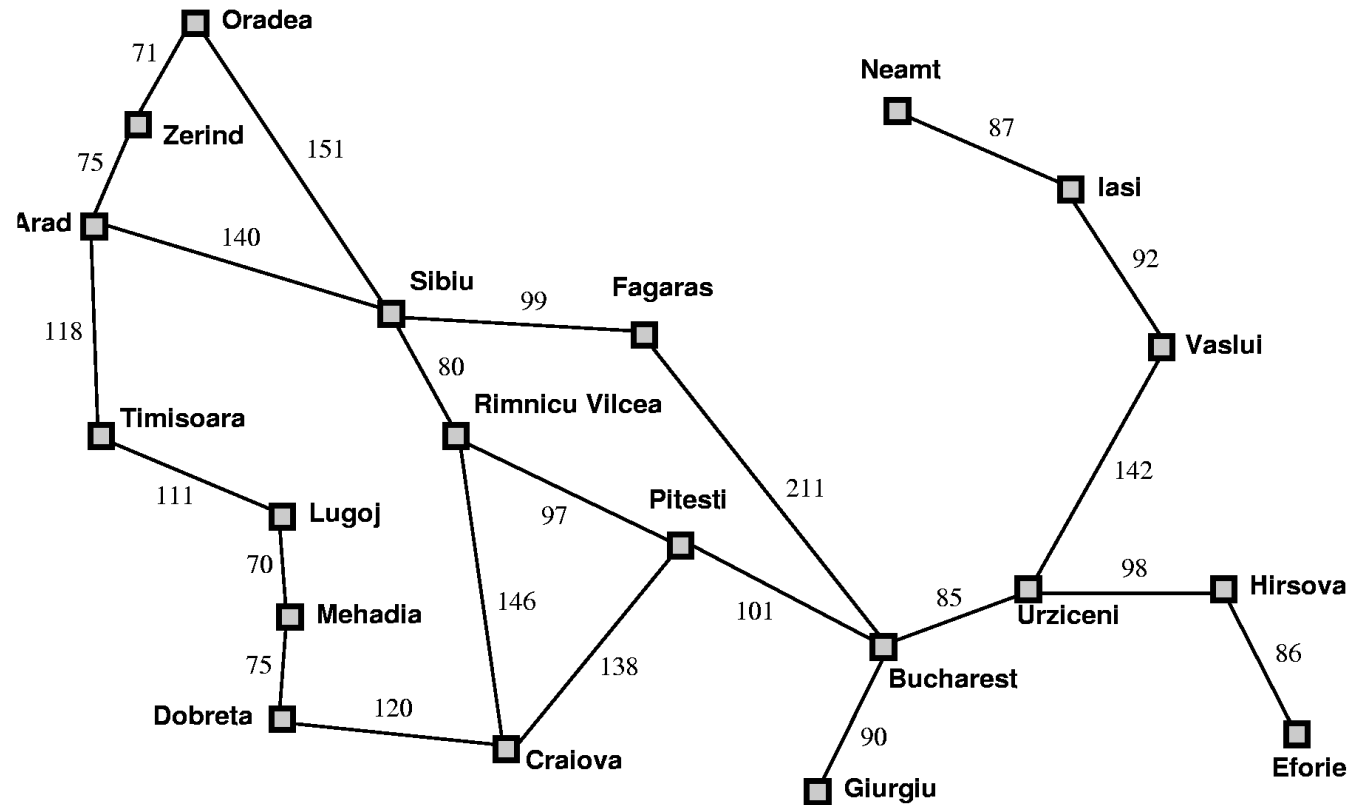 Oradea
71
Neamt
87
Zerind
151
75
Iasi
Arad
140
92
Sibiu
Fagaras
99
118
Vaslui
80
Timisoara
Rimnicu Vilcea
142
111
211
Lugoj
97
Pitesti
70
98
Hirsova
146
85
Mehadia
101
Urziceni
86
75
138
Bucharest
Dobreta
120
90
Craiova
Eforie
Giurgiu